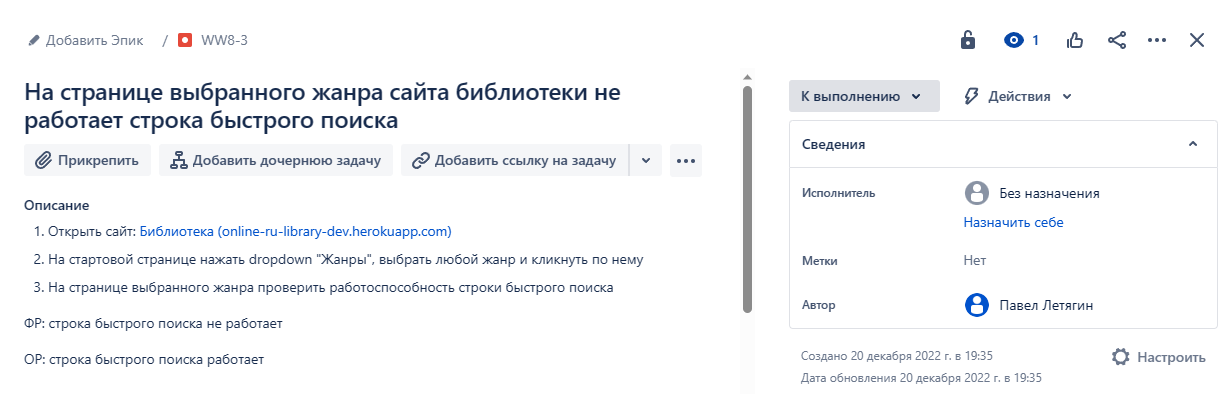 Добавить Эпик / WW8-3
1
На странице выбранного жанра сайта библиотеки не
работает строка быстрого поиска
Прикрепить Добавить дочернюю задачу Добавить ссылку на задачу
Описание
1. Открыть сайт: Библиотека (online-ru-library-dev.herokuapp.com)
2. На стартовой странице нажать dropdown "Жанры", выбрать любой жанр и кликнуть по нему
3. На странице выбранного жанра проверить работоспособность строки быстрого поиска
ФР: строка быстрого поиска не работает
ОР: строка быстрого поиска работает
К выполнению Действия
Сведения
Исполнитель Без назначения
Назначить себе
Метки Нет
Автор Павел Летягин
Создано 20 декабря 2022 г. в 19:35 Настроить
Дата обновления 20 декабря 2022 г. в 19:35